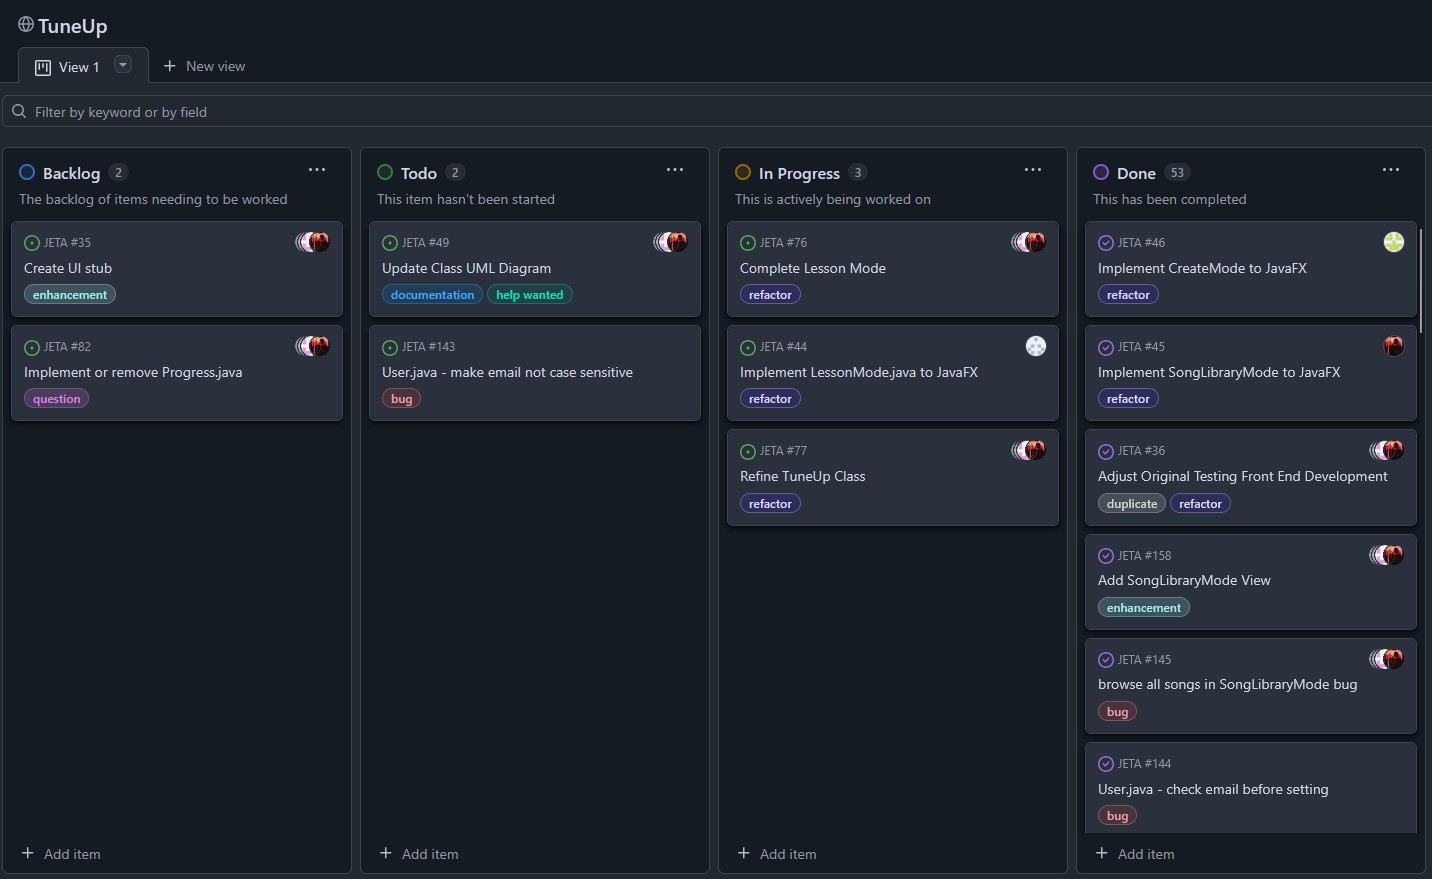 TuneUp
View 1
New view
Filter by keyword or by field
Backlog 2
The backlog of items needing to be worked
JETA #35
Create UI stub
enhancement
JETA #82
Implement or remove Progress.java
question
Add item
Todo 2
This item hasn't been started
JETA #49
Update Class UML Diagram
documentation help wanted
JETA #143
User.java - make email not case sensitive
bug
Add item
In Progress 3
This is actively being worked on
JETA #76
Complete Lesson Mode
refactor
JETA #44
Implement LessonMode.java to JavaFX
refactor
JETA #77
Refine TuneUp Class
refactor
Add item
Done 53
This has been completed
JETA #46
Implement CreateMode to JavaFX
refactor
JETA #45
Implement SongLibraryMode to JavaFX
refactor
JETA #36
Adjust Original Testing Front End Development
duplicate refactor
JETA #158
Add SongLibraryMode View
enhancement
JETA #145
browse all songs in SongLibraryMode bug
bug
JETA #144
User.java - check email before setting
bug
Add item